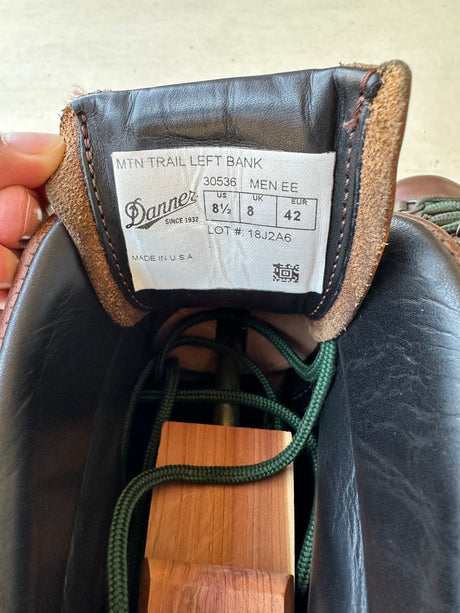 MTN TRAIL LEFT BANK
30536 MEN EE
Danner
SINCE 1932
US UK EUR
8½ 8 42
LOT # 18J2A6
MADE IN U.S.A